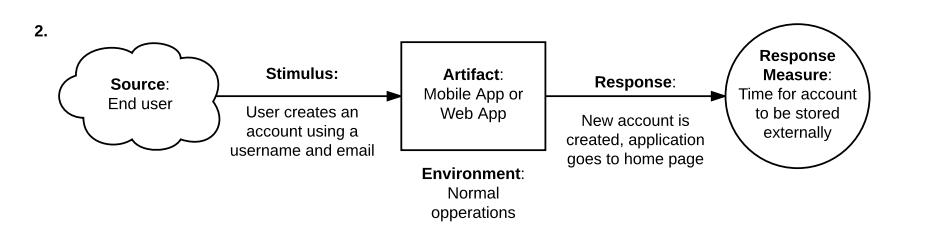 2.
Source:
End user
Stimulus:
User creates an
account using a
username and email
Artifact:
Mobile App or
Web App
Environment:
Normal
opperations
Response:
New account is
created, application
goes to home page
Response
Measure:
Time for account
to be stored
externally